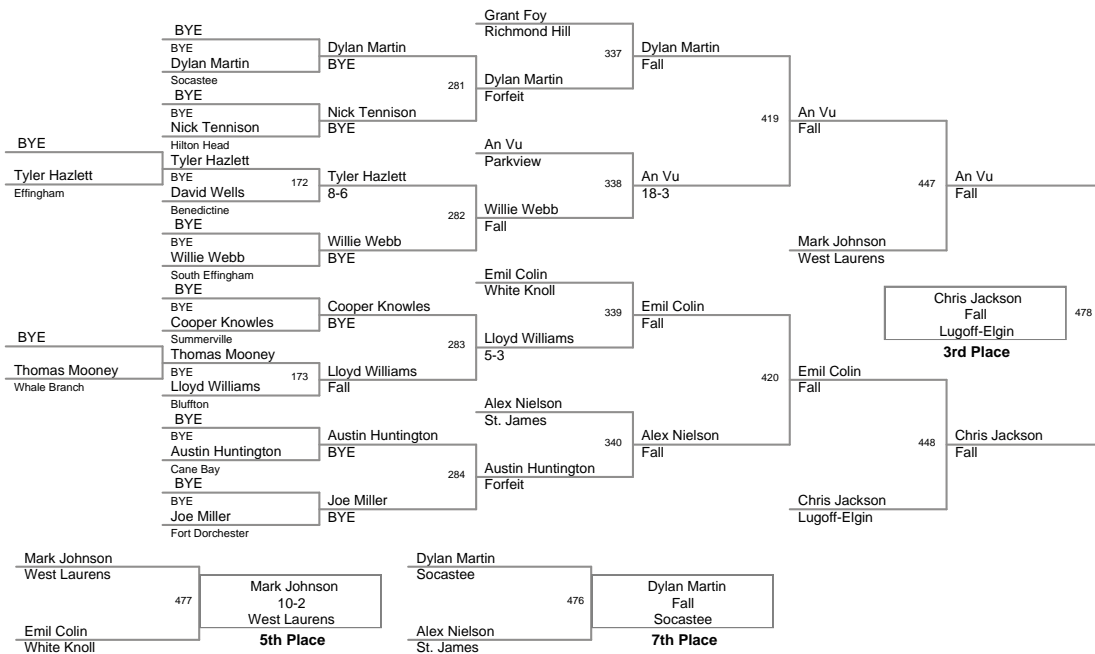 BYE
Tyler Hazlett
Effingham
BYE
Thomas Mooney
Whale Branch
BYE
BYE
Dylan Martin
Socastee
BYE
BYE
Nick Tennison
Hilton Head
Tyler Hazlett
BYE
David Wells
Benedictine
172
BYE
BYE
Willie Webb
South Effingham
BYE
BYE
Cooper Knowles
Summerville
Thomas Mooney
BYE
Lloyd Williams
Bluffton
173
BYE
BYE
Austin Huntington
Cane Bay
BYE
BYE
Joe Miller
Fort Dorchester
Dylan Martin
BYE
281
Nick Tennison
BYE
Tyler Hazlett
8-6
282
Willie Webb
BYE
Cooper Knowles
BYE
283
Lloyd Williams
Fall
Austin Huntington
BYE
284
Joe Miller
BYE
Grant Foy
Richmond Hill
337
Dylan Martin
Forfeit
An Vu
Parkview
338
Willie Webb
Fall
Emil Colin
White Knoll
339
Lloyd Williams
5-3
Alex Nielson
St. James
340
Austin Huntington
Forfeit
Dylan Martin
Fall
419
An Vu
18-3
Emil Colin
Fall
420
Alex Nielson
Fall
An Vu
Fall
447
Mark Johnson
West Laurens
Emil Colin
Fall
448
Chris Jackson
Lugoff-Elgin
An Vu
Fall
Chris Jackson
Fall
Lugoff-Elgin
478
3rd Place
Chris Jackson
Fall
Mark Johnson
West Laurens
477
Emil Colin
White Knoll
Mark Johnson
10-2
West Laurens
5th Place
Dylan Martin
Socastee
476
Alex Nielson
St. James
Dylan Martin
Fall
Socastee
7th Place